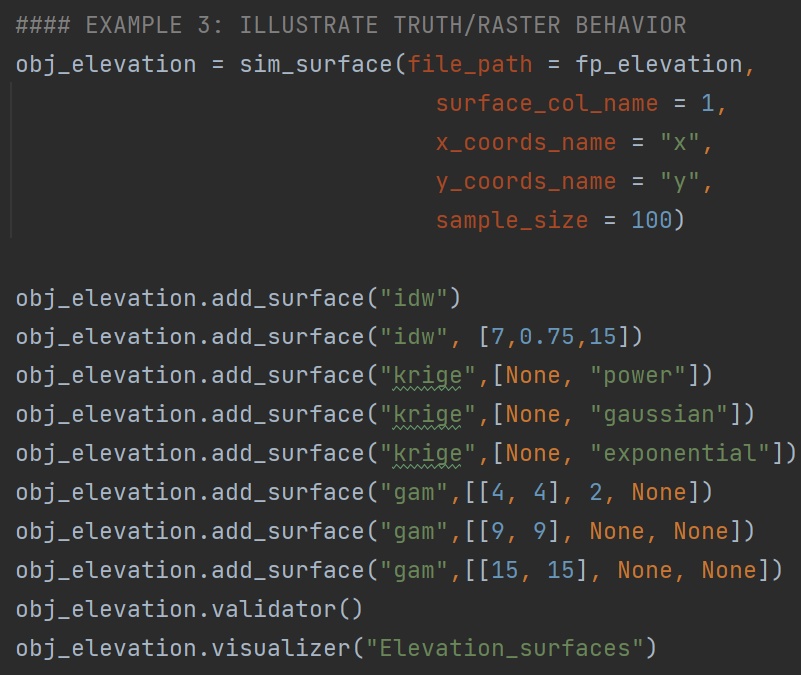 #### EXAMPLE 3: ILLUSTRATE TRUTH/RASTER BEHAVIOR
obj_elevation = sim_surface(file_path = fp_elevation,
surface_col_name = 1,
x_coords_name = "x",
y_coords_name = "y",
sample_size = 100)
obj_elevation.add_surface("idw")
obj_elevation.add_surface("idw", [7,0.75,15])
obj_elevation.add_surface("krige",[None, "power"])
obj_elevation.add_surface("krige",[None, "gaussian"])
obj_elevation.add_surface("krige",[None, "exponential"])
obj_elevation.add_surface("gam",[[4, 4], 2, None])
obj_elevation.add_surface("gam",[[9, 9], None, None])
obj_elevation.add_surface("gam",[[15, 15], None, None])
obj_elevation.validator()
obj_elevation.visualizer("Elevation_surfaces")